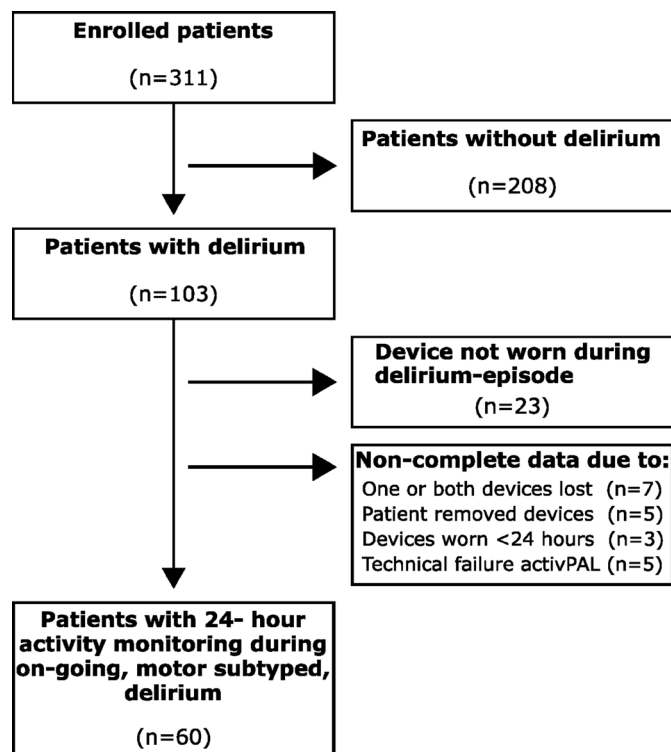 Enrolled patients
(n=311)
Patients without delirium
(n=208)
Patients with delirium
(n=103)
Device not worn during
delirium-episode
(n=23)
Non-complete data due to:
One or both devices lost (n=7)
Patient removed devices (n=5)
Devices worn <24 hours (n=3)
Technical failure activPAL (n=5)
Patients with 24- hour
activity monitoring during
on-going, motor subtyped,
delirium
(n=60)